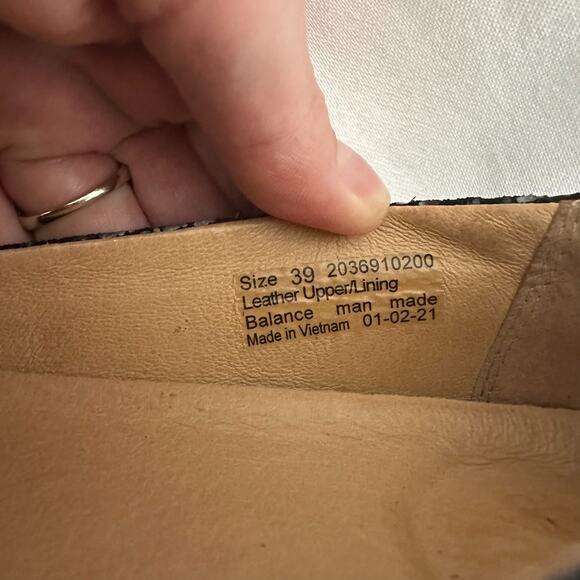 Size 39 2036910200
Leather Upper/Lining
Balance man made
Made in Vietnam 01-02-21